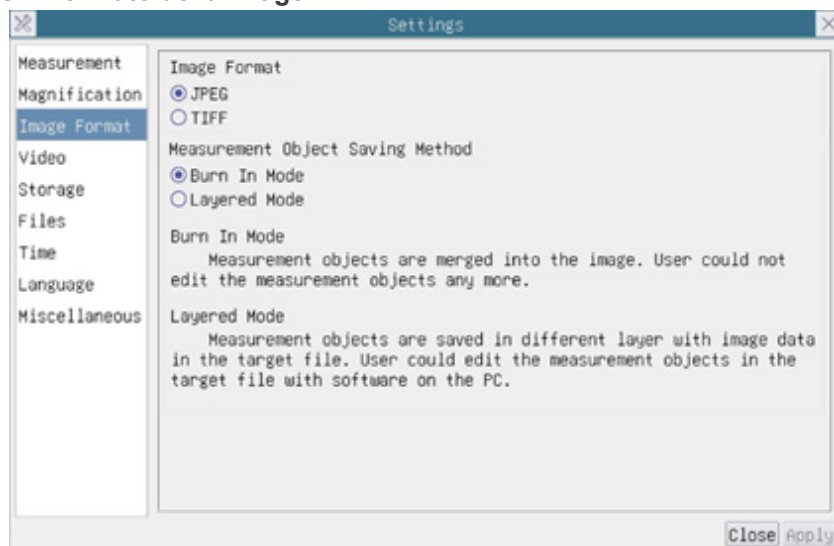 Settings
Measurement
Magnification
Image Format
Video
Storage
Files
Time
Language
Miscellaneous
Image Format
JPEG
TIFF
Measurement Object Saving Method
Burn In Mode
Layered Mode
Burn In Mode
Measurement objects are merged into the image. User could not
edit the measurement objects any more.
Layered Mode
Measurement objects are saved in different layer with image data
in the target file. User could edit the measurement objects in the
target file with software on the PC.
Close Apply